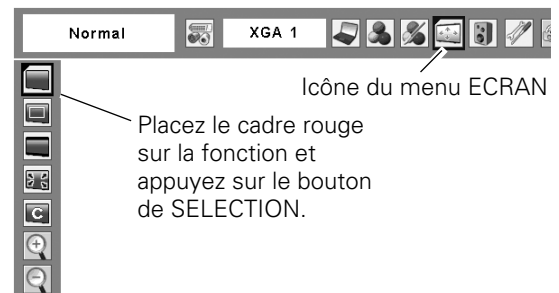 Normal
XGA 1
Icône du menu ECRAN
Placez le cadre rouge
sur la fonction et
appuyez sur le bouton
de SELECTION.
C